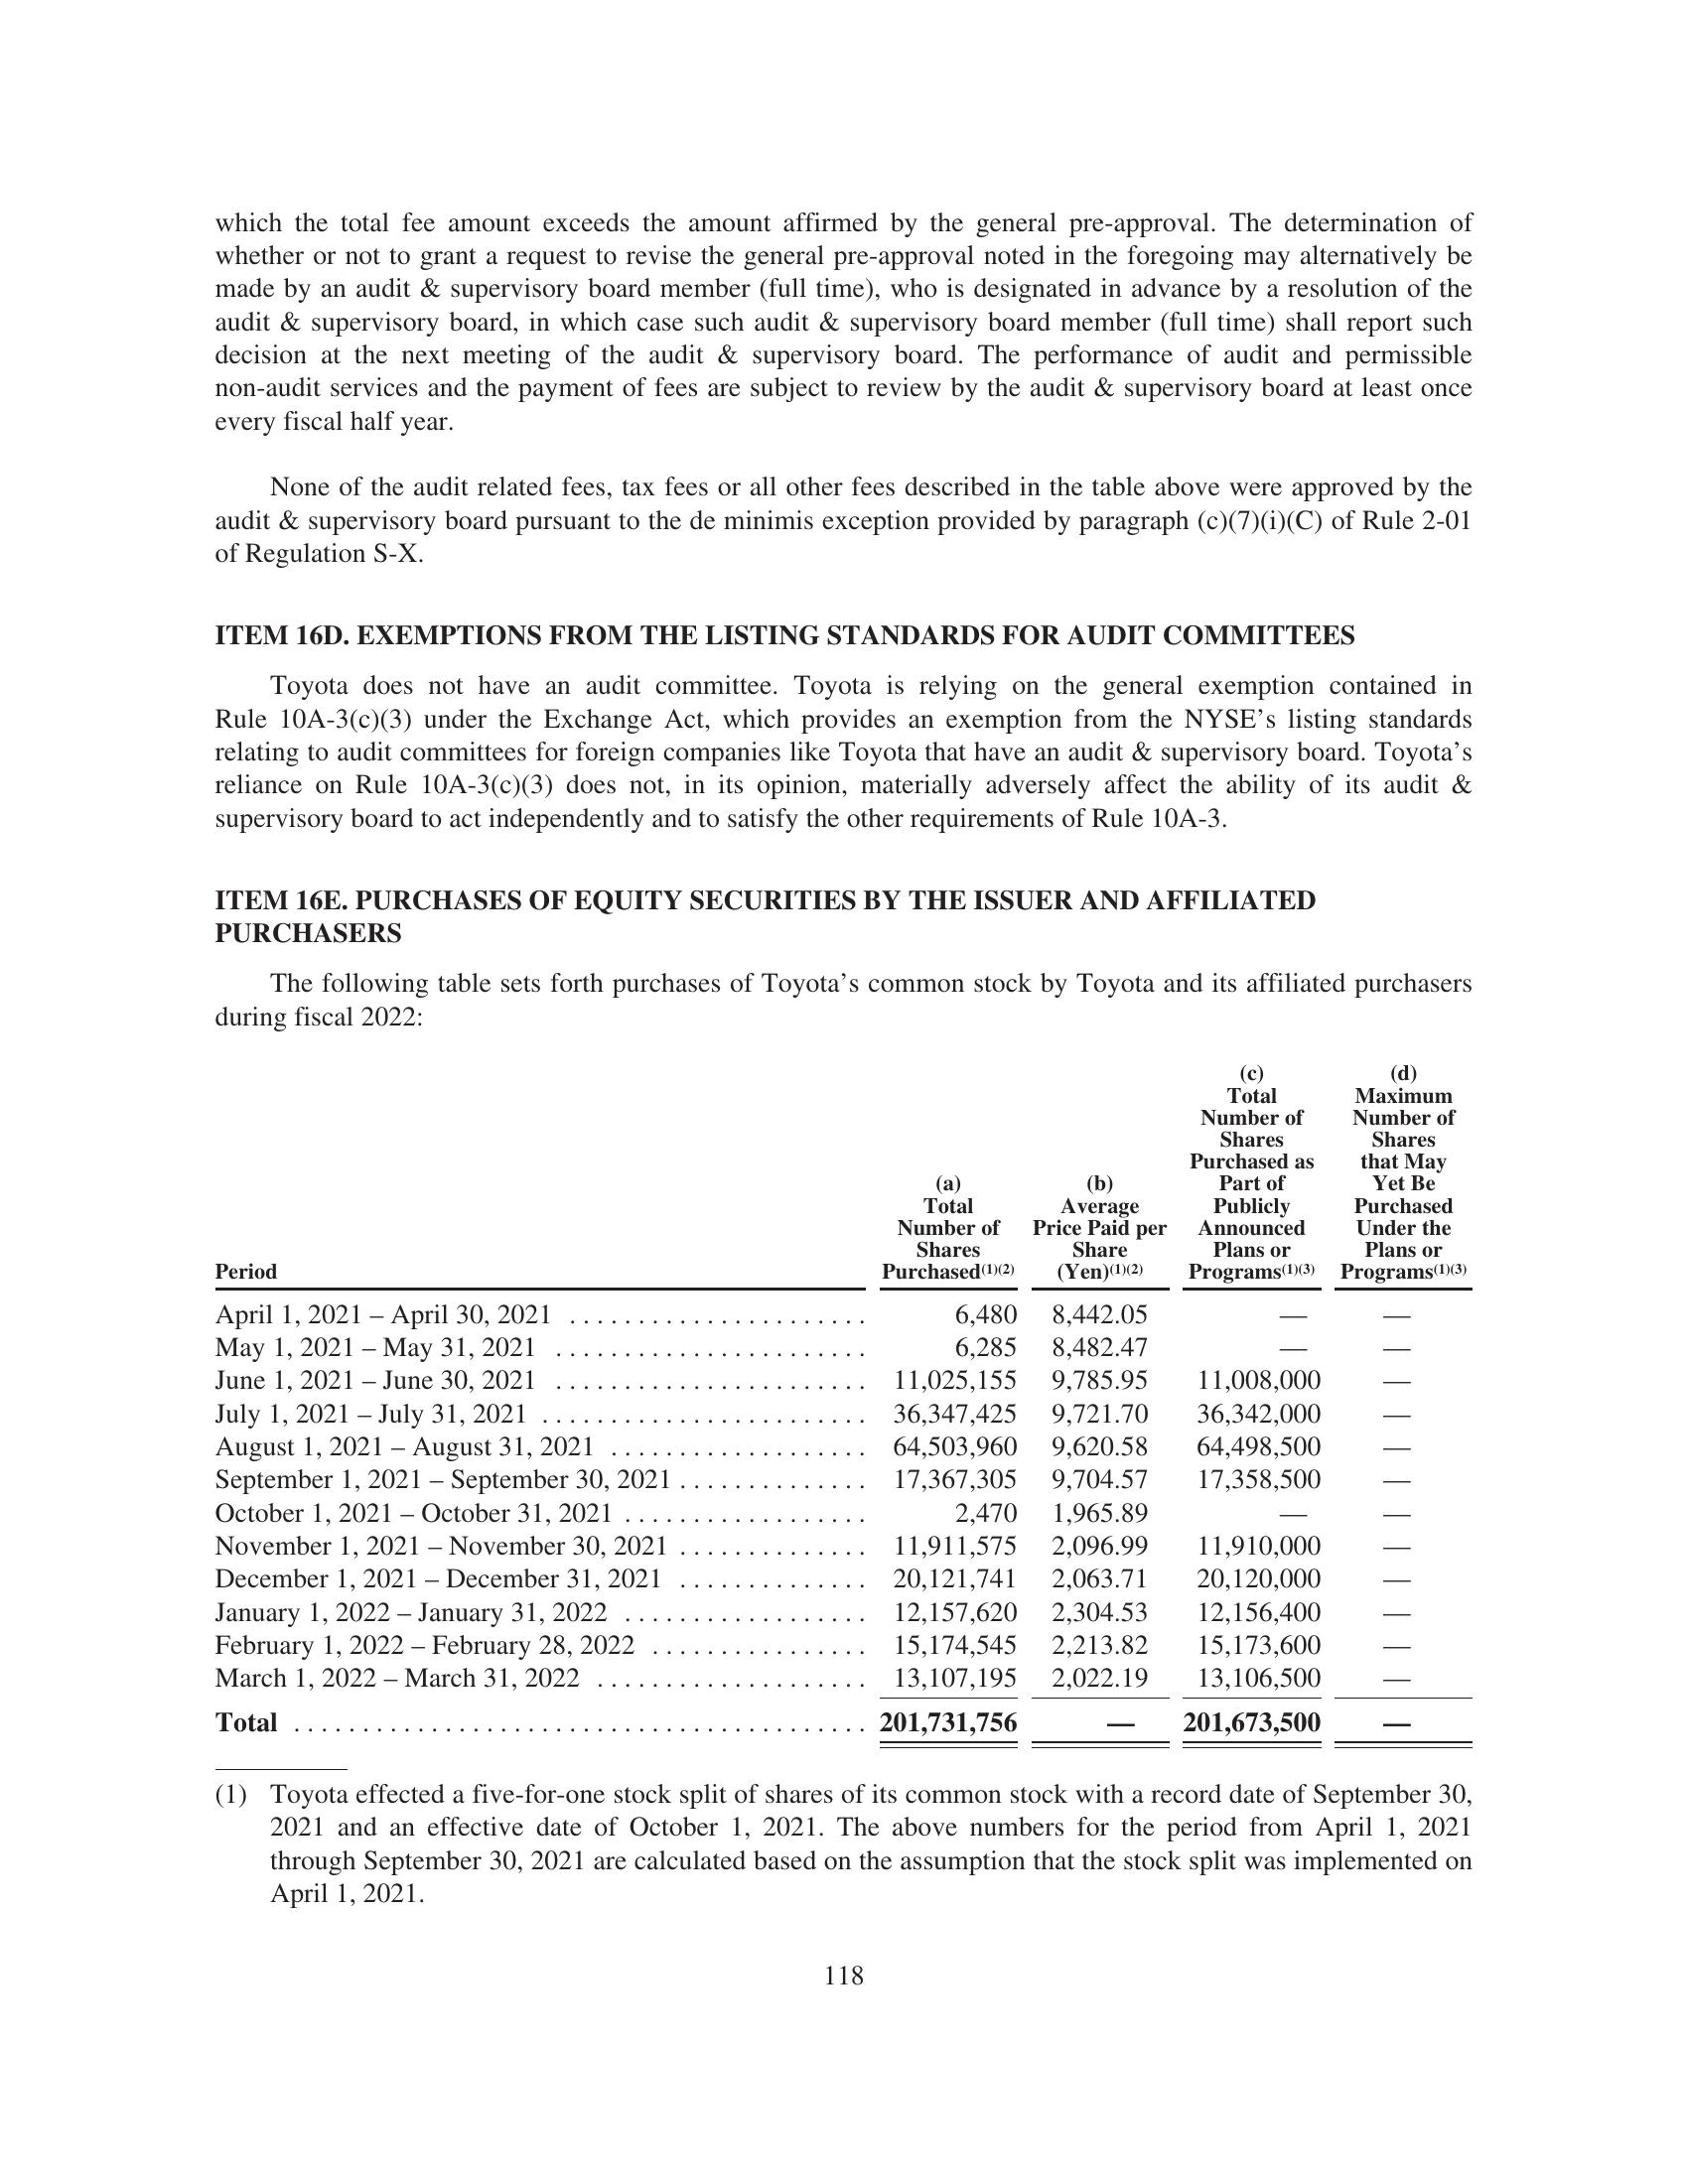 which the total fee amount exceeds the amount affirmed by the general pre-approval. The determination of
whether or not to grant a request to revise the general pre-approval noted in the foregoing may alternatively be
made by an audit & supervisory board member (full time), who is designated in advance by a resolution of the
audit & supervisory board, in which case such audit & supervisory board member (full time) shall report such
decision at the next meeting of the audit & supervisory board. The performance of audit and permissible
non-audit services and the payment of fees are subject to review by the audit & supervisory board at least once
every fiscal half year.
None of the audit related fees, tax fees or all other fees described in the table above were approved by the
audit & supervisory board pursuant to the de minimis exception provided by paragraph (c)(7)(i)(C) of Rule 2-01
of Regulation S-X.
ITEM 16D. EXEMPTIONS FROM THE LISTING STANDARDS FOR AUDIT COMMITTEES
Toyota does not have an audit committee. Toyota is relying on the general exemption contained in
Rule 10A-3(c)(3) under the Exchange Act, which provides an exemption from the NYSE’s listing standards
relating to audit committees for foreign companies like Toyota that have an audit & supervisory board. Toyota’s
reliance on Rule 10A-3(c)(3) does not, in its opinion, materially adversely affect the ability of its audit &
supervisory board to act independently and to satisfy the other requirements of Rule 10A-3.
ITEM 16E. PURCHASES OF EQUITY SECURITIES BY THE ISSUER AND AFFILIATED
PURCHASERS
The following table sets forth purchases of Toyota’s common stock by Toyota and its affiliated purchasers
during fiscal 2022:
Period
(a)
Total
Number of
Shares
Purchased(1)(2)
(b)
Average
Price Paid per
Share
(Yen)(1)(2)
(c)
Total
Number of
Shares
Purchased as
Part of
Publicly
Announced
Plans or
Programs(1)(3)
(d)
Maximum
Number of
Shares
that May
Yet Be
Purchased
Under the
Plans or
Programs(1)(3)
April 1, 2021 – April 30, 2021 . . . . . . . . . . . . . . . . . . . . . . 6,480 8,442.05 — —
May 1, 2021 – May 31, 2021 . . . . . . . . . . . . . . . . . . . . . . . 6,285 8,482.47 — —
June 1, 2021 – June 30, 2021 . . . . . . . . . . . . . . . . . . . . . . . 11,025,155 9,785.95 11,008,000 —
July 1, 2021 – July 31, 2021 . . . . . . . . . . . . . . . . . . . . . . . . 36,347,425 9,721.70 36,342,000 —
August 1, 2021 – August 31, 2021 . . . . . . . . . . . . . . . . . . . 64,503,960 9,620.58 64,498,500 —
September 1, 2021 – September 30, 2021 . . . . . . . . . . . . . . 17,367,305 9,704.57 17,358,500 —
October 1, 2021 – October 31, 2021 . . . . . . . . . . . . . . . . . . 2,470 1,965.89 — —
November 1, 2021 – November 30, 2021 . . . . . . . . . . . . . . 11,911,575 2,096.99 11,910,000 —
December 1, 2021 – December 31, 2021 . . . . . . . . . . . . . . 20,121,741 2,063.71 20,120,000 —
January 1, 2022 – January 31, 2022 . . . . . . . . . . . . . . . . . . 12,157,620 2,304.53 12,156,400 —
February 1, 2022 – February 28, 2022 . . . . . . . . . . . . . . . . 15,174,545 2,213.82 15,173,600 —
March 1, 2022 – March 31, 2022 . . . . . . . . . . . . . . . . . . . . 13,107,195 2,022.19 13,106,500 —
Total . . . . . . . . . . . . . . . . . . . . . . . . . . . . . . . . . . . . . . . . . . 201,731,756 — 201,673,500 —
(1) Toyota effected a five-for-one stock split of shares of its common stock with a record date of September 30,
2021 and an effective date of October 1, 2021. The above numbers for the period from April 1, 2021
through September 30, 2021 are calculated based on the assumption that the stock split was implemented on
April 1, 2021.
118